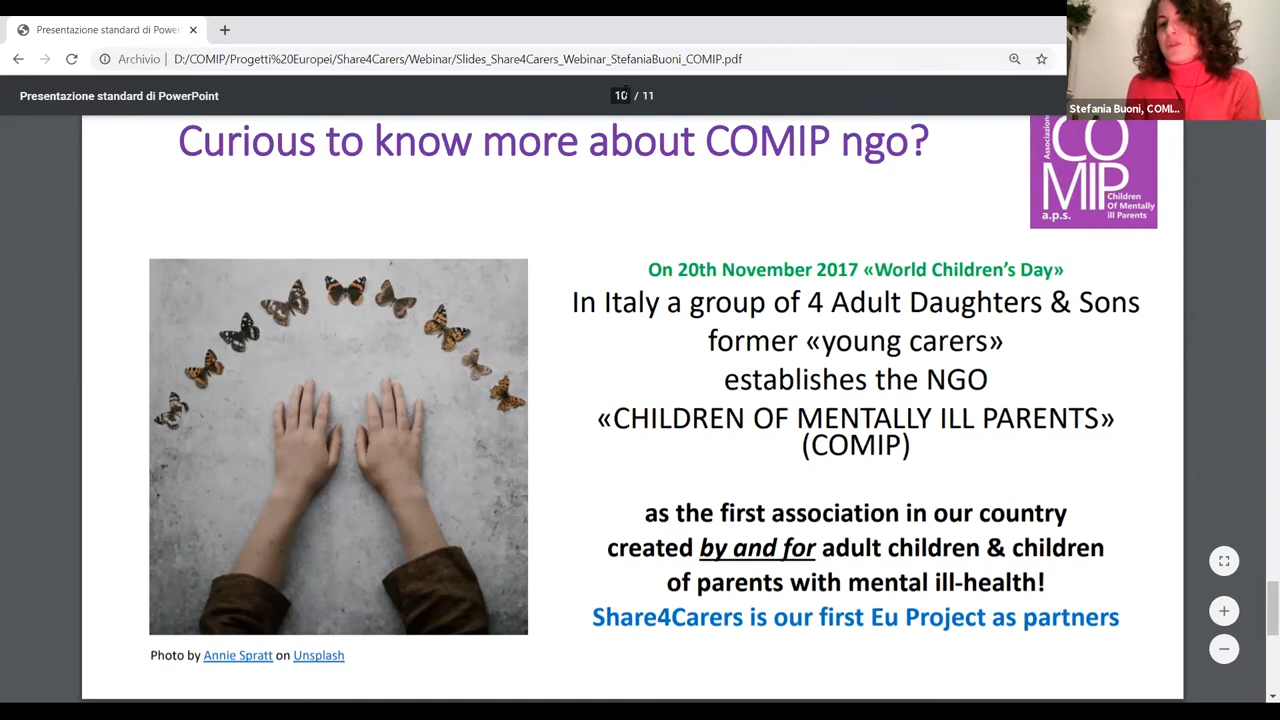 Presentazione standard di Power
Archivio
D:/COMIP/Progetti%20Europei/Share4Carers/Webinar/Slides_Share4Carers_Webinar_StefaniaBuoni_COMIP.pdf
Presentazione standard di PowerPoint
10 / 11
Stefania Buoni, COMI...
Curious to know more about COMIP ngo?
Associazione
CO
MIP
Children
Of Mentally
ill Parents
a.p.s.
On 20th November 2017 «World Children’s Day»
In Italy a group of 4 Adult Daughters & Sons
former «young carers»
establishes the NGO
«CHILDREN OF MENTALLY ILL PARENTS»
(COMIP)
as the first association in our country
created by and for adult children & children
of parents with mental ill-health!
Share4Carers is our first Eu Project as partners
Photo by Annie Spratt on Unsplash